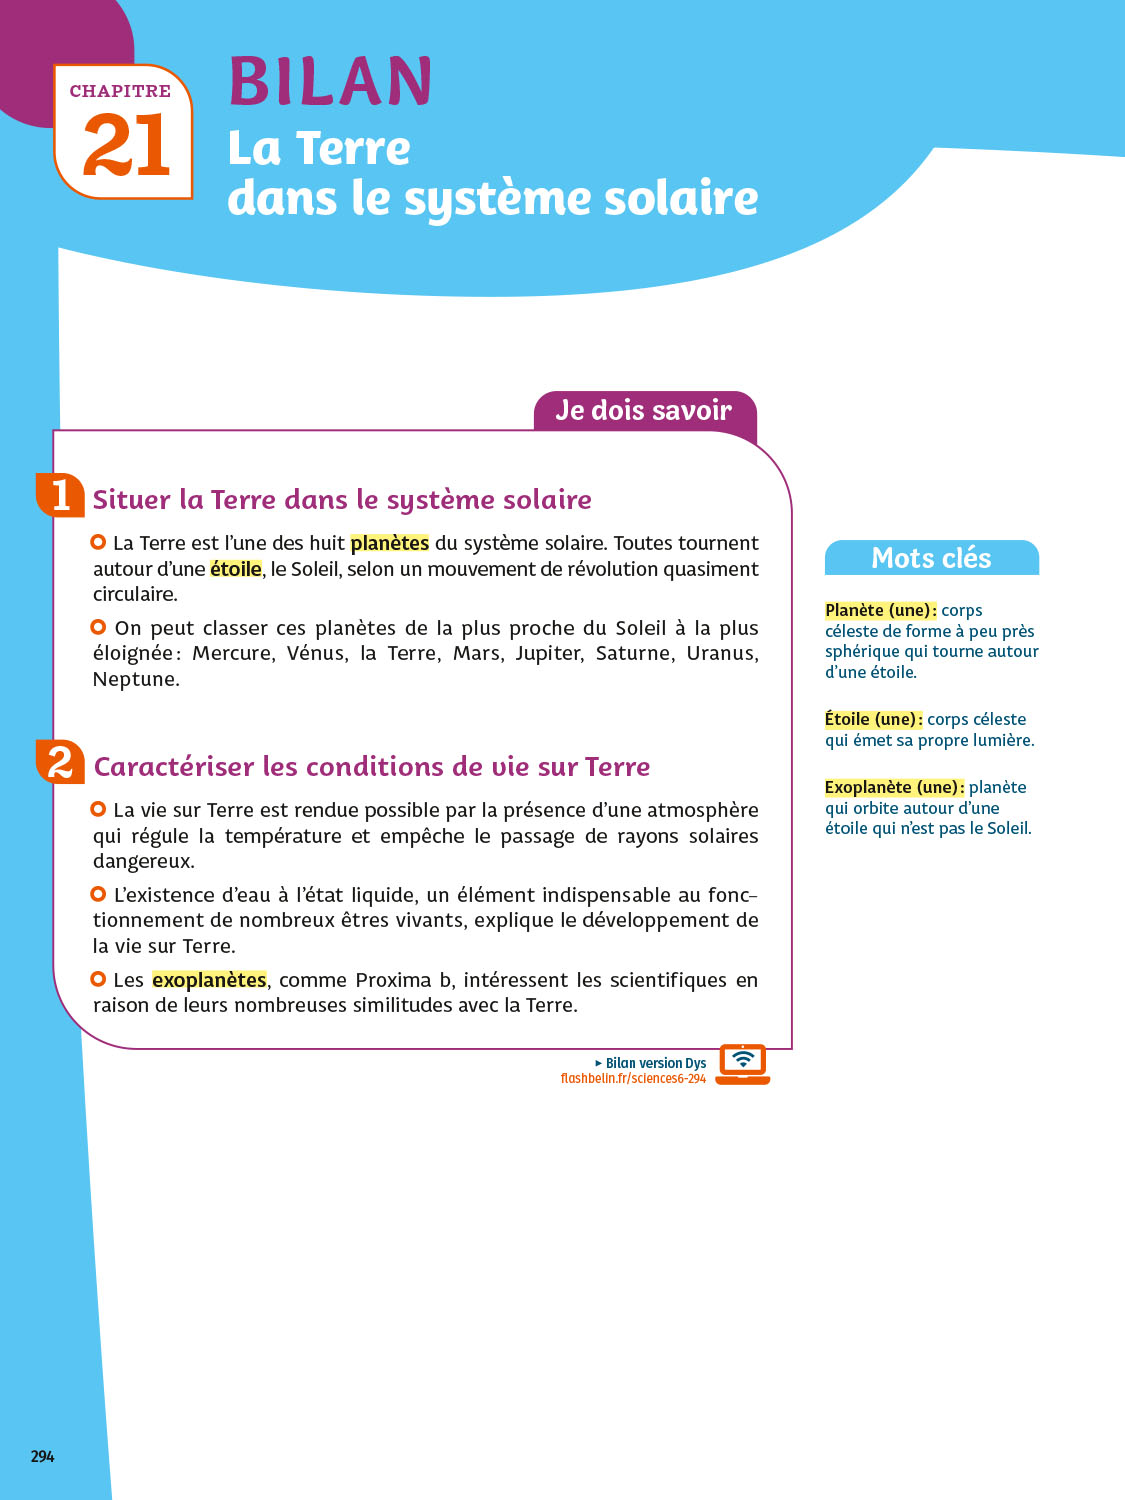 CHAPITRE
21
BILAN
La Terre
dans le système solaire
Je dois savoir
1 Situer la Terre dans le système solaire
La Terre est l’une des huit planètes du système solaire. Toutes tournent
autour d’une étoile, le Soleil, selon un mouvement de révolution quasiment
circulaire.
On peut classer ces planètes de la plus proche du Soleil à la plus
éloignée : Mercure, Vénus, la Terre, Mars, Jupiter, Saturne, Uranus,
Neptune.
2 Caractériser les conditions de vie sur Terre
La vie sur Terre est rendue possible par la présence d’une atmosphère
qui régule la température et empêche le passage de rayons solaires
dangereux.
L’existence d’eau à l’état liquide, un élément indispensable au fonc-
tionnement de nombreux êtres vivants, explique le développement de
la vie sur Terre.
Les exoplanètes, comme Proxima b, intéressent les scientifiques en
raison de leurs nombreuses similitudes avec la Terre.
▸ Bilan version Dys
flashbelin.fr/sciences6-294
Mots clés
Planète (une) : corps
céleste de forme à peu près
sphérique qui tourne autour
d’une étoile.
Étoile (une) : corps céleste
qui émet sa propre lumière.
Exoplanète (une) : planète
qui orbite autour d’une
étoile qui n’est pas le Soleil.
294